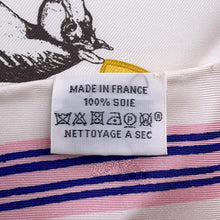 MADE IN FRANCE
100% SOIE
NETTOYAGE A SEC